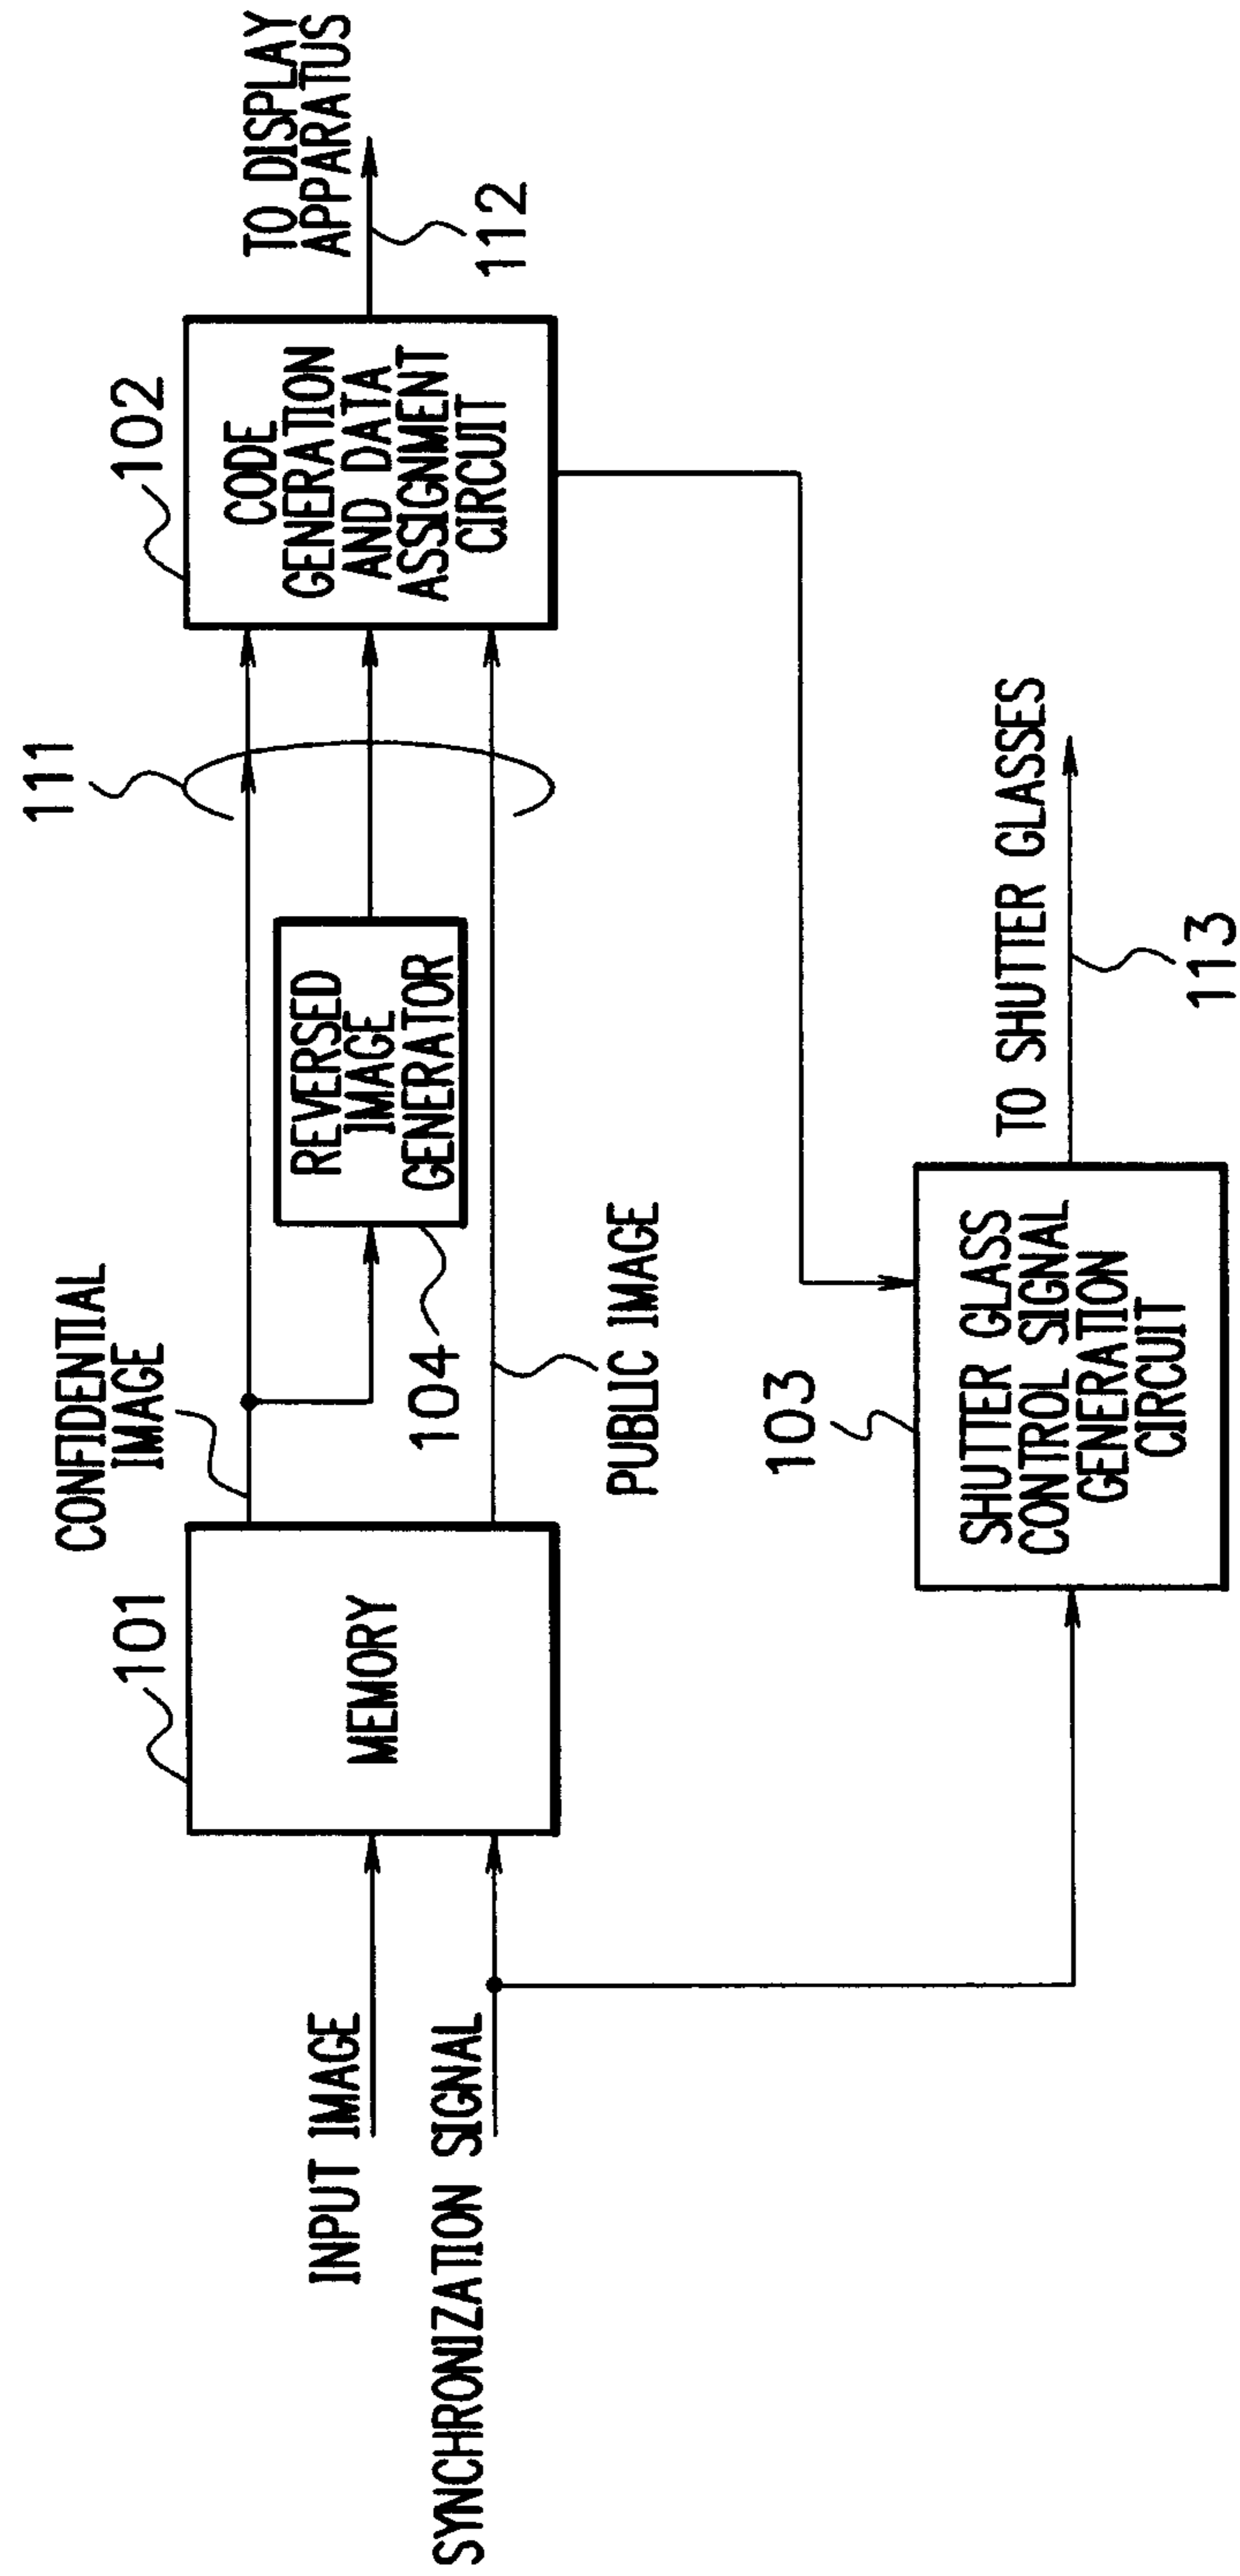 CONFIDENTIAL
IMAGE
111
102
CODE
GENERATION
AND DATA
ASSIGNMENT
CIRCUIT
TO DISPLAY
APPARATUS
112
101
MEMORY
INPUT IMAGE
SYNCHRONIZATION SIGNAL
REVERSED
IMAGE
GENERATOR
104
PUBLIC IMAGE
103
SHUTTER GLASS
CONTROL SIGNAL
GENERATION
CIRCUIT
TO SHUTTER GLASSES
113